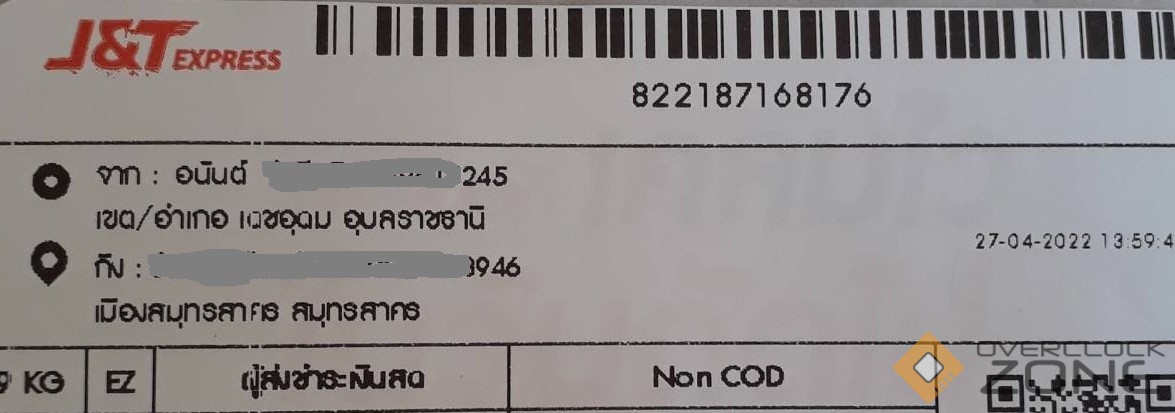 J&T EXPRESS
822187168176
จาก : อนันต์ 245
เขต/อำเภอ เดชอุดม อุบลราชธานี
27-04-2022 13:59:4
ถึง : 3946
เมืองสมุทรสาคร สมุทรสาคร
KG EZ ผู้ส่งชำระเงินสด Non COD
OVERCLOCK
ZONE